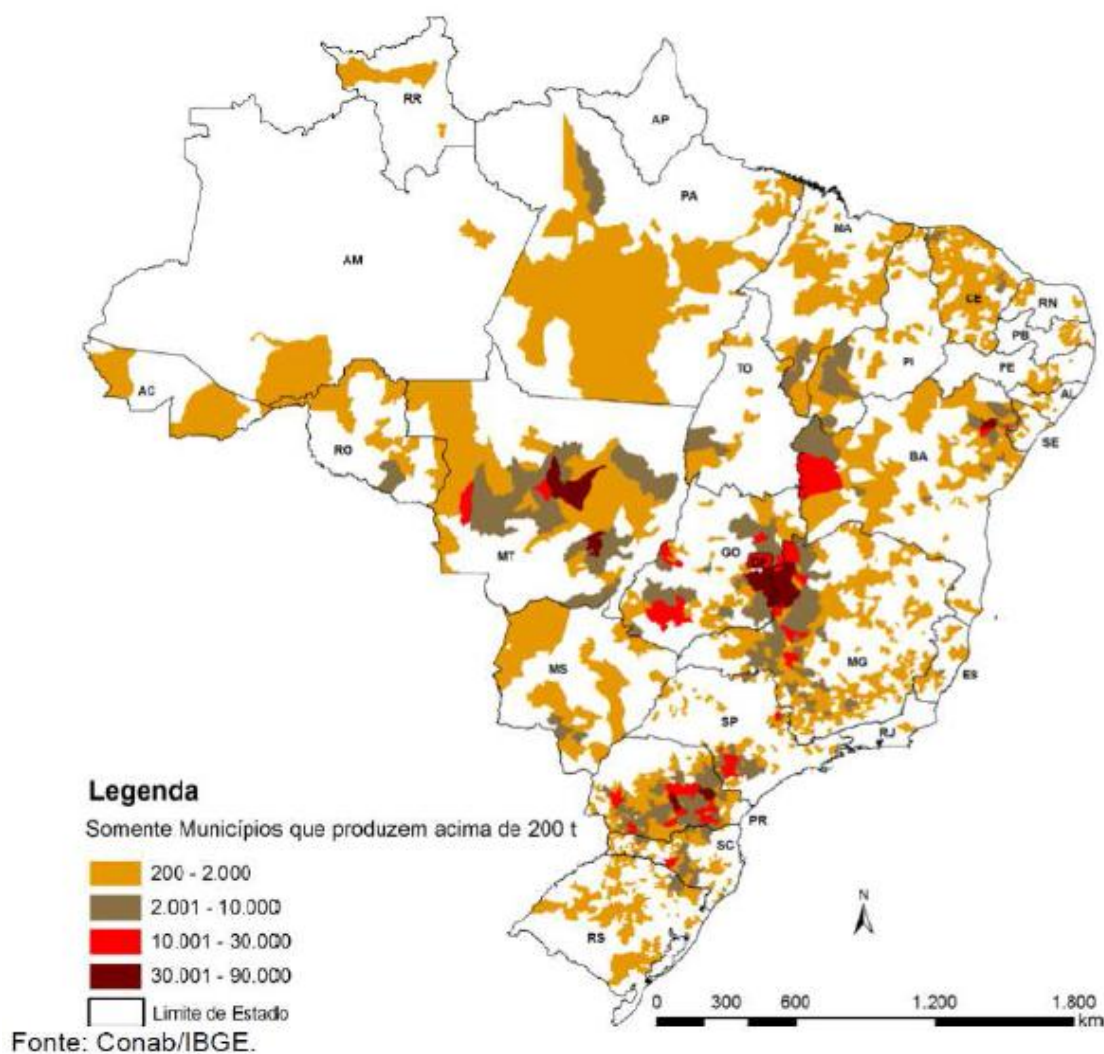 RR
AP
PA
AM
MA
CE
RN
PB
PI
PE
TO
AC
AL
SE
RO
BA
MT
GO
DF
MS
MG
ES
SP
RJ
Legenda
Somente Municípios que produzem acima de 200 t
PR
SC
200 - 2.000
2.001 - 10.000
N
10.001 - 30.000
RS
30.001 - 90.000
0 300 600 1.200 1.800
km
Limite de Estado
Fonte: Conab/IBGE.